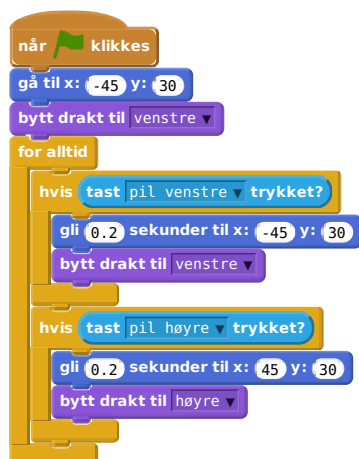 når klikkes
gå til x: -45 y: 30
bytt drakt til venstre
for alltid
hvis tast pil venstre trykket?
gli 0.2 sekunder til x: -45 y: 30
bytt drakt til venstre
hvis tast pil høyre trykket?
gli 0.2 sekunder til x: 45 y: 30
bytt drakt til høyre